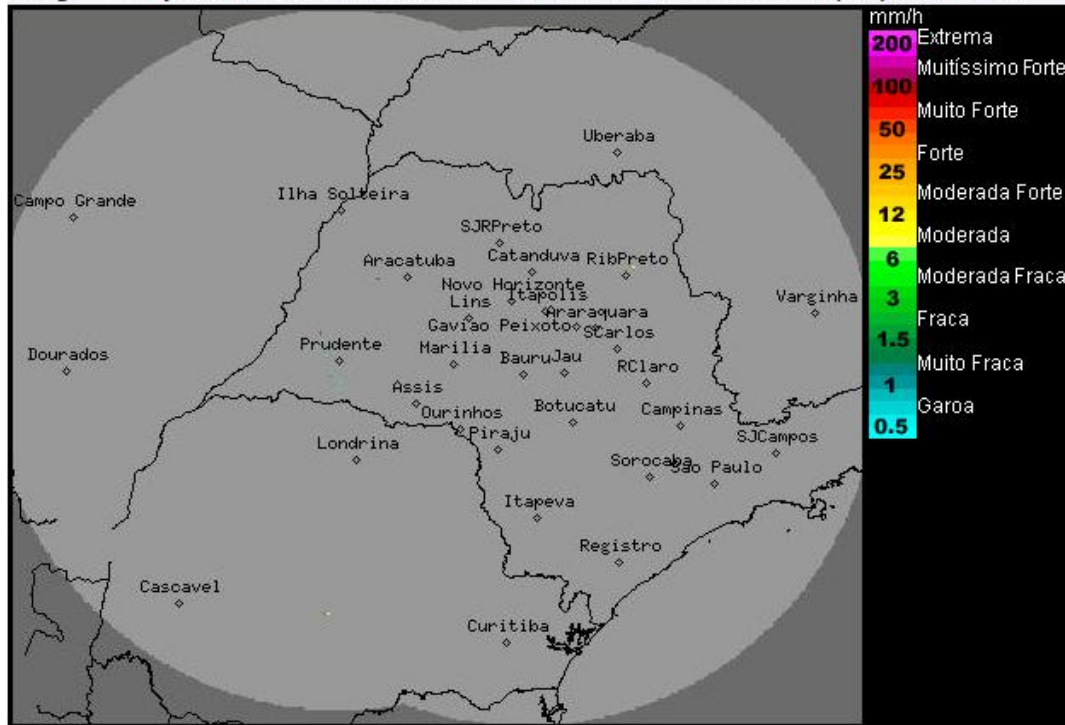 mm/h
200 Extrema
Muitíssimo Forte
100
Muito Forte
50
Forte
25
Moderada Forte
12
Moderada
6
Moderada Fraca
3
Fraca
1.5
Muito Fraca
1
Garoa
0.5
Uberaba
Campo Grande
Ilha Solteira
SJRPreto
Catanduva
RibPreto
Aracatuba
Novo Horizonte
Itapolis
Lins
Araraquara
Varginha
Gaviao Peixoto
SCarlos
Prudente
Marilia
Dourados
Bauru
Jau
RClaro
Assis
Botucatu
Campinas
Ourinhos
Piraju
Londrina
SJCampos
Sorocaba
Sao Paulo
Itapeva
Registro
Cascavel
Curitiba